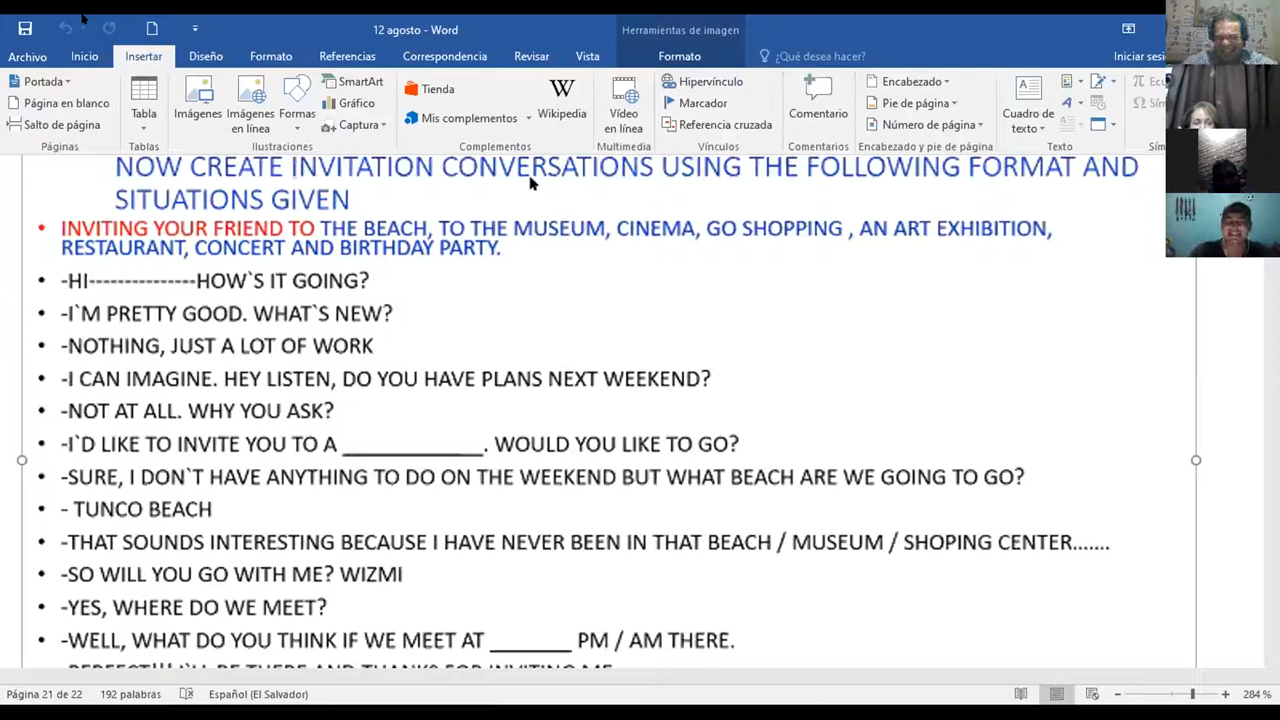 12 agosto - Word
Herramientas de imagen
Archivo Inicio Insertar Diseño Formato Referencias Correspondencia Revisar Vista Formato ¿Qué desea hacer? Iniciar sesi
Portada
Página en blanco
Salto de página
Páginas
Tabla
Tablas
Imágenes
Imágenes en línea
Formas
SmartArt
Gráfico
Captura
Ilustraciones
Tienda
Mis complementos
W
Wikipedia
Complementos
Vídeo en línea
Multimedia
Hipervínculo
Marcador
Referencia cruzada
Vínculos
Comentario
Comentarios
Encabezado
Pie de página
Número de página
Encabezado y pie de página
Cuadro de texto
Texto
NOW CREATE INVITATION CONVERSATIONS USING THE FOLLOWING FORMAT AND
SITUATIONS GIVEN
• INVITING YOUR FRIEND TO THE BEACH, TO THE MUSEUM, CINEMA, GO SHOPPING , AN ART EXHIBITION,
RESTAURANT, CONCERT AND BIRTHDAY PARTY.
• -HI---------------HOW`S IT GOING?
• -I`M PRETTY GOOD. WHAT`S NEW?
• -NOTHING, JUST A LOT OF WORK
• -I CAN IMAGINE. HEY LISTEN, DO YOU HAVE PLANS NEXT WEEKEND?
• -NOT AT ALL. WHY YOU ASK?
• -I`D LIKE TO INVITE YOU TO A _____________. WOULD YOU LIKE TO GO?
• -SURE, I DON`T HAVE ANYTHING TO DO ON THE WEEKEND BUT WHAT BEACH ARE WE GOING TO GO?
• - TUNCO BEACH
• -THAT SOUNDS INTERESTING BECAUSE I HAVE NEVER BEEN IN THAT BEACH / MUSEUM / SHOPING CENTER.......
• -SO WILL YOU GO WITH ME? WIZMI
• -YES, WHERE DO WE MEET?
• -WELL, WHAT DO YOU THINK IF WE MEET AT ________ PM / AM THERE.
• -PERFECT!!! I`LL BE THERE AND THANKS FOR INVITING ME
Página 21 de 22 192 palabras Español (El Salvador) 284 %